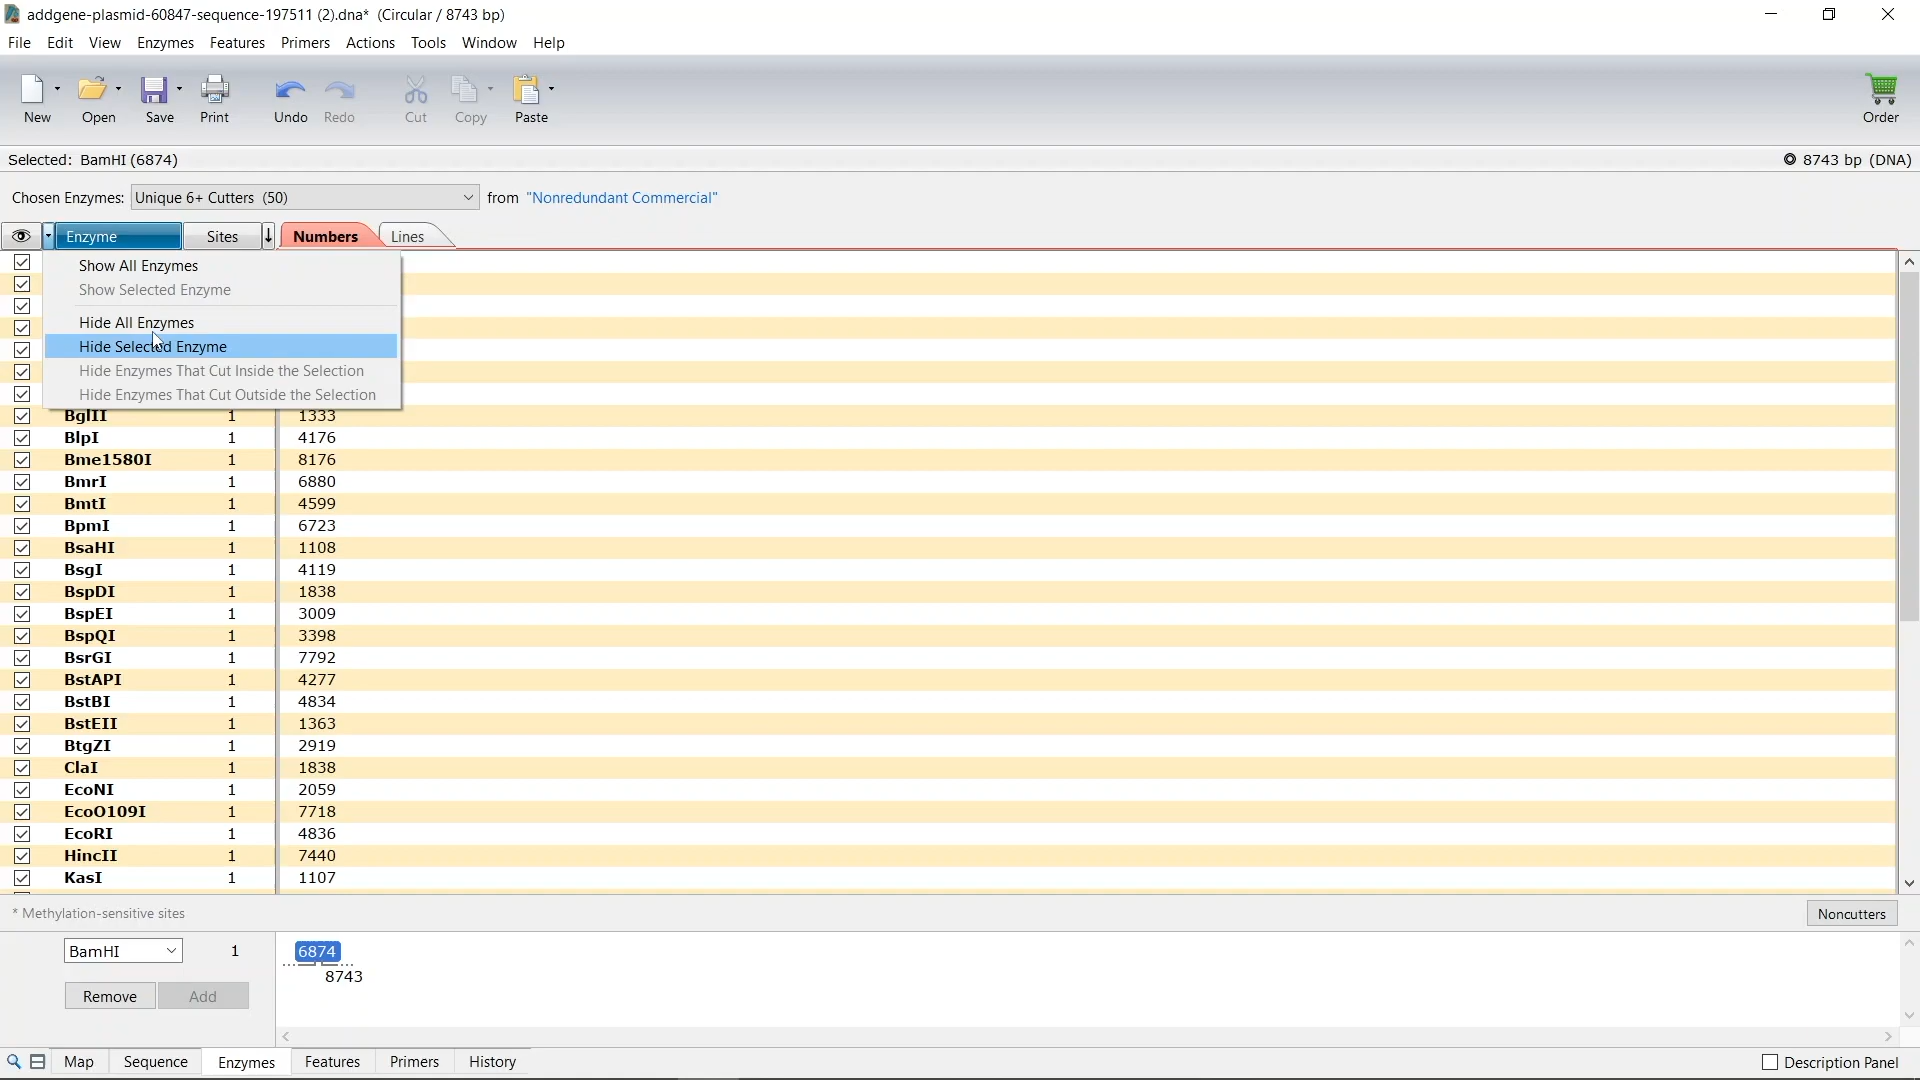 addgene-plasmid-60847-sequence-197511 (2).dna* (Circular / 8743 bp)
File Edit View Enzymes Features Primers Actions Tools Window Help
New Open Save Print Undo Redo Cut Copy Paste Order
Selected: BamHI (6874) 8743 bp (DNA)
Chosen Enzymes: Unique 6+ Cutters (50) from "Nonredundant Commercial"
Enzyme Sites ↓ Numbers Lines
Show All Enzymes
Show Selected Enzyme
Hide All Enzymes
Hide Selected Enzyme
Hide Enzymes That Cut Inside the Selection
Hide Enzymes That Cut Outside the Selection
BglII 1 1333
BlpI 1 4176
Bme1580I 1 8176
BmrI 1 6880
BmtI 1 4599
BpmI 1 6723
BsaHI 1 1108
BsgI 1 4119
BspDI 1 1838
BspEI 1 3009
BspQI 1 3398
BsrGI 1 7792
BstAPI 1 4277
BstBI 1 4834
BstEII 1 1363
BtgZI 1 2919
ClaI 1 1838
EcoNI 1 2059
EcoO109I 1 7718
EcoRI 1 4836
HincII 1 7440
KasI 1 1107
* Methylation-sensitive sites Noncutters
BamHI 1 6874
8743
Remove Add
Map Sequence Enzymes Features Primers History Description Panel